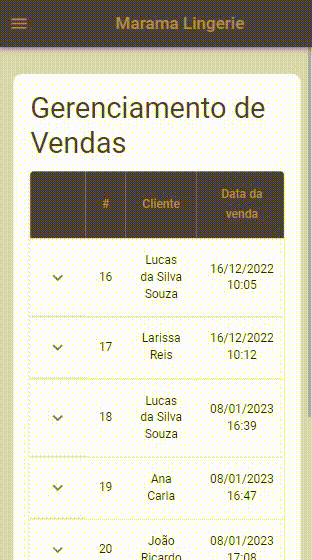 Marama Lingerie
Gerenciamento de
Vendas
# Cliente Data da
venda
16 Lucas
da Silva
Souza 16/12/2022
10:05
17 Larissa
Reis 16/12/2022
10:12
18 Lucas
da Silva
Souza 08/01/2023
16:39
19 Ana
Carla 08/01/2023
16:47
20 João
Ricardo 08/01/2023
17:08